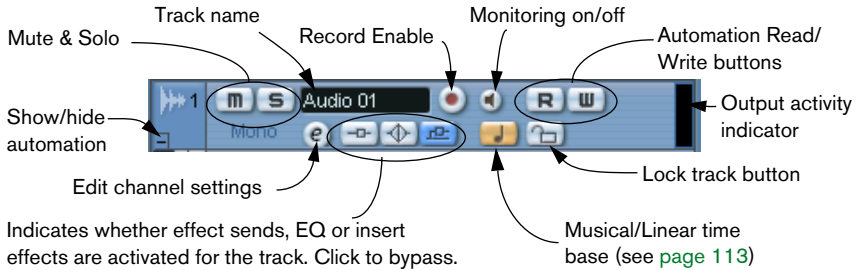 Track name
Monitoring on/off
Mute & Solo
Record Enable
Automation Read/
Write buttons
1
m
S
Audio 01
R
W
Show/hide
automation
Mono
e
Output activity
indicator
Edit channel settings
Lock track button
Indicates whether effect sends, EQ or insert
effects are activated for the track. Click to bypass.
Musical/Linear time
base (see page 113)